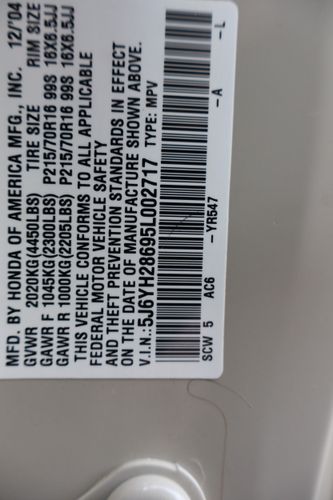 MFD. BY HONDA OF AMERICA MFG., INC. 12/'04
GVWR 2020KG(4450LBS) TIRE SIZE RIM SIZE
GAWR F 1045KG(2300LBS) P215/70R16 99S 16X6.5JJ
GAWR R 1000KG(2205LBS) P215/70R16 99S 16X6.5JJ
THIS VEHICLE CONFORMS TO ALL APPLICABLE
FEDERAL MOTOR VEHICLE SAFETY
AND THEFT PREVENTION STANDARDS IN EFFECT
ON THE DATE OF MANUFACTURE SHOWN ABOVE.
V.I.N.:5J6YH28695L002717 TYPE: MPV
SCW 5 AC6 -YR547 -A -L